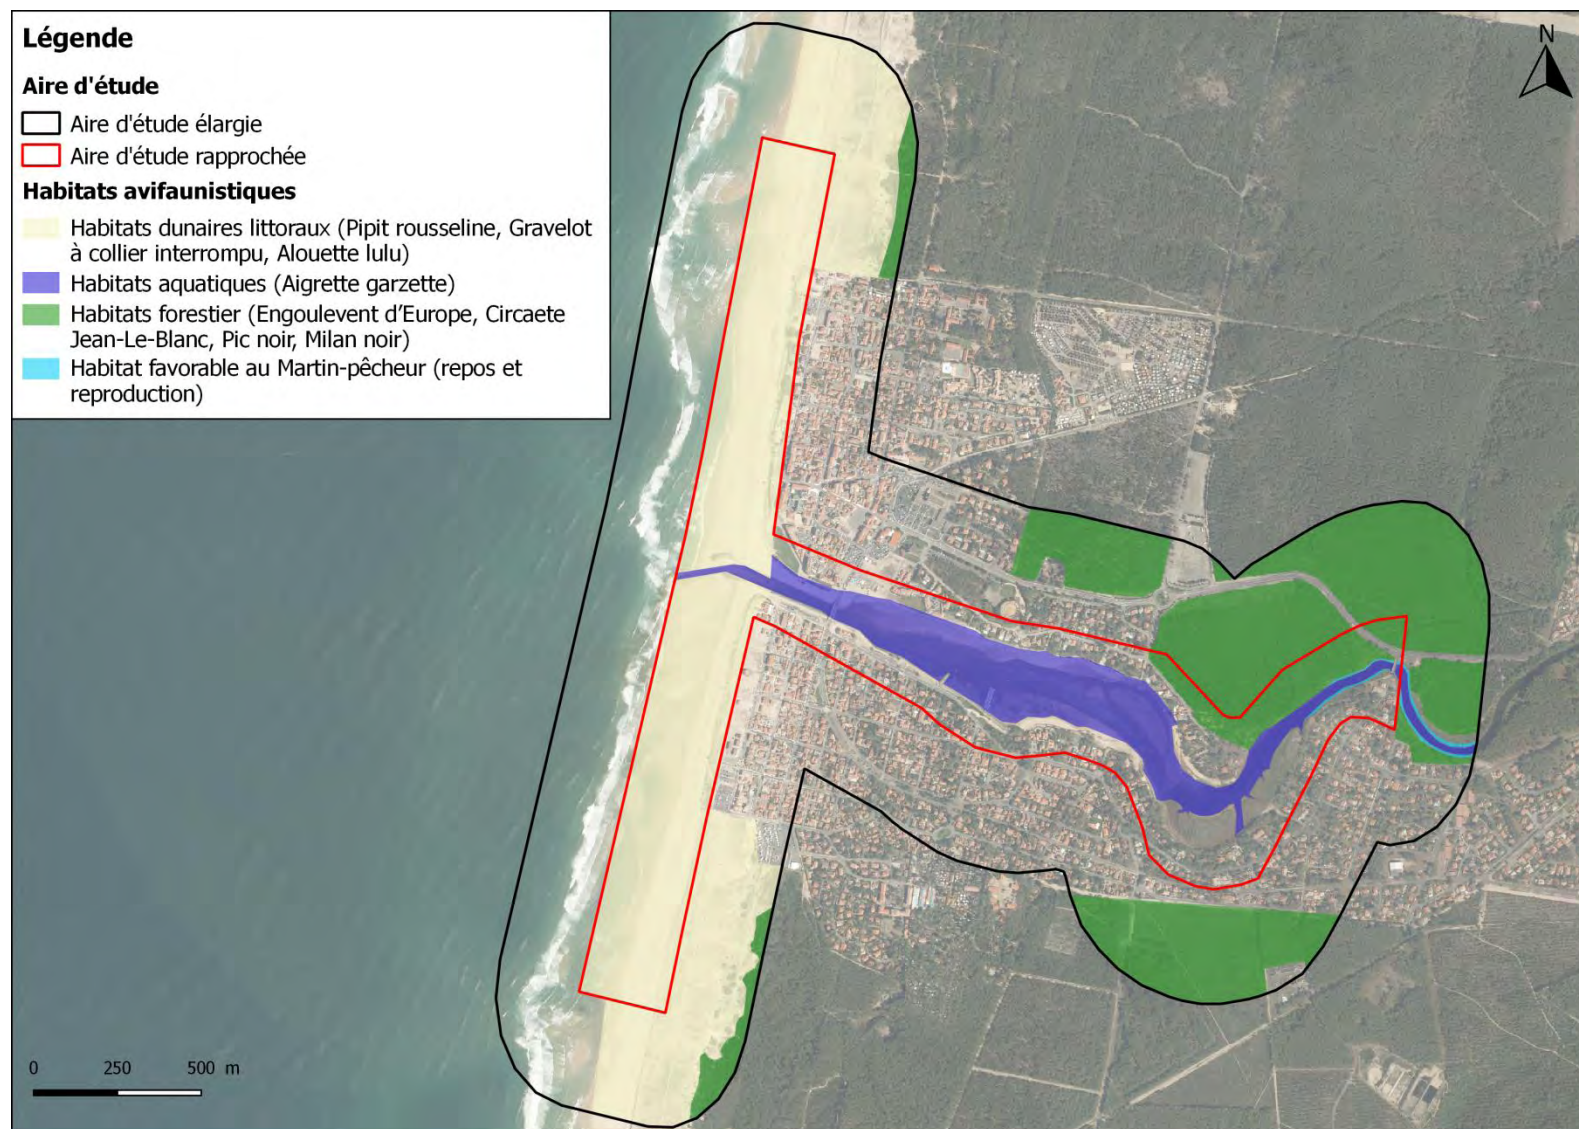 Légende
Aire d'étude
Aire d'étude élargie
Aire d'étude rapprochée
Habitats avifaunistiques
Habitats dunaires littoraux (Pipit rousseline, Gravelot
à collier interrompu, Alouette lulu)
Habitats aquatiques (Aigrette garzette)
Habitats forestier (Engoulevent d’Europe, Circaete
Jean-Le-Blanc, Pic noir, Milan noir)
Habitat favorable au Martin-pêcheur (repos et
reproduction)
N
0 250 500 m